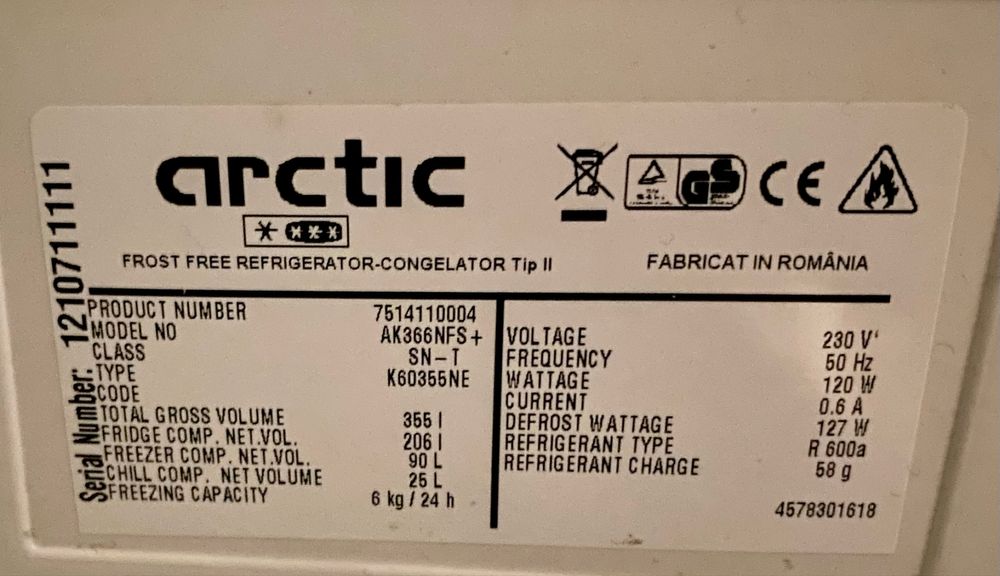 arctic
FROST FREE REFRIGERATOR-CONGELATOR Tip II
FABRICAT IN ROMÂNIA
Serial Number: 1210711111
PRODUCT NUMBER 7514110004
MODEL NO AK366NFS+
CLASS SN-T
TYPE K60355NE
CODE
TOTAL GROSS VOLUME 355 l
FRIDGE COMP. NET.VOL. 206 l
FREEZER COMP. NET.VOL. 90 L
CHILL COMP. NET VOLUME 25 L
FREEZING CAPACITY 6 kg / 24 h
VOLTAGE 230 V
FREQUENCY 50 Hz
WATTAGE 120 W
CURRENT 0.6 A
DEFROST WATTAGE 127 W
REFRIGERANT TYPE R 600a
REFRIGERANT CHARGE 58 g
4578301618
GS
CE